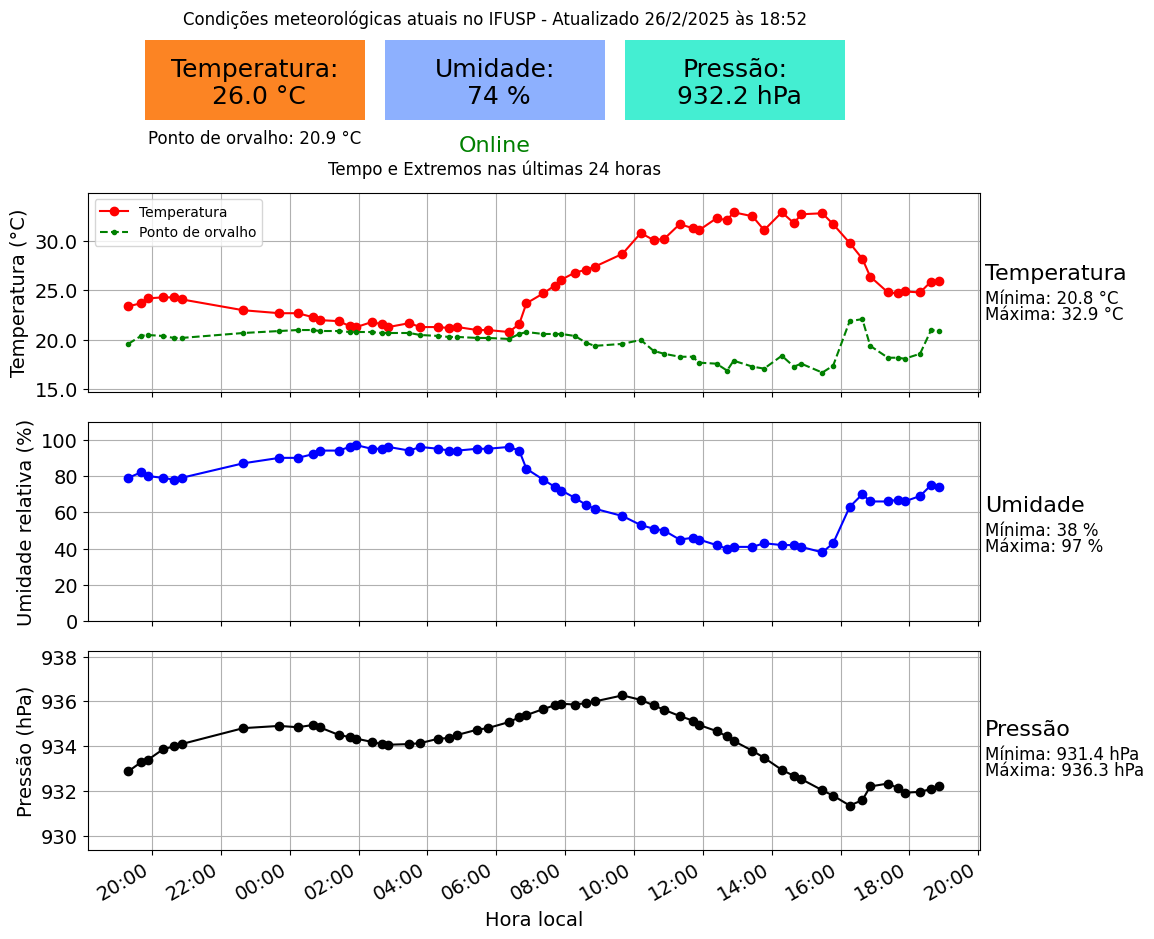 Condições meteorológicas atuais no IFUSP - Atualizado 26/2/2025 às 18:52
Temperatura:
26.0 °C
Umidade:
74 %
Pressão:
932.2 hPa
Ponto de orvalho: 20.9 °C
Online
Tempo e Extremos nas últimas 24 horas
Temperatura
Ponto de orvalho
Temperatura (°C)
30.0
25.0
20.0
15.0
Temperatura
Mínima: 20.8 °C
Máxima: 32.9 °C
Umidade relativa (%)
100
80
60
40
20
0
Umidade
Mínima: 38 %
Máxima: 97 %
Pressão (hPa)
938
936
934
932
930
Pressão
Mínima: 931.4 hPa
Máxima: 936.3 hPa
20:00 22:00 00:00 02:00 04:00 06:00 08:00 10:00 12:00 14:00 16:00 18:00 20:00
Hora local